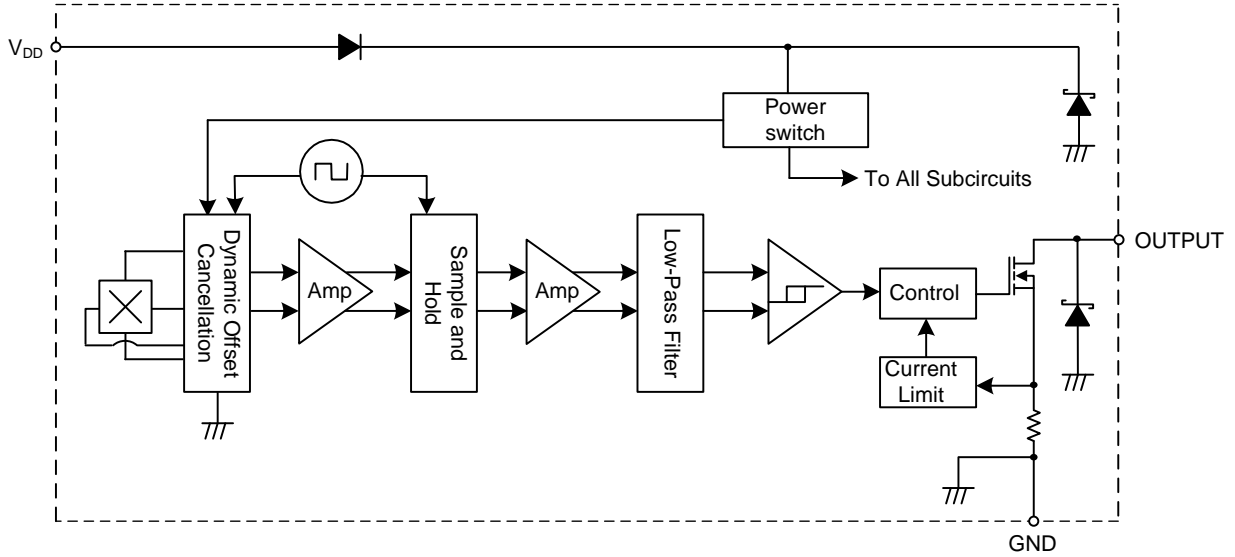 VDD
Power
switch
To All Subcircuits
OUTPUT
Dynamic Offset
Cancellation
Amp
Sample and
Hold
Amp
Low-Pass Filter
Control
Current
Limit
GND